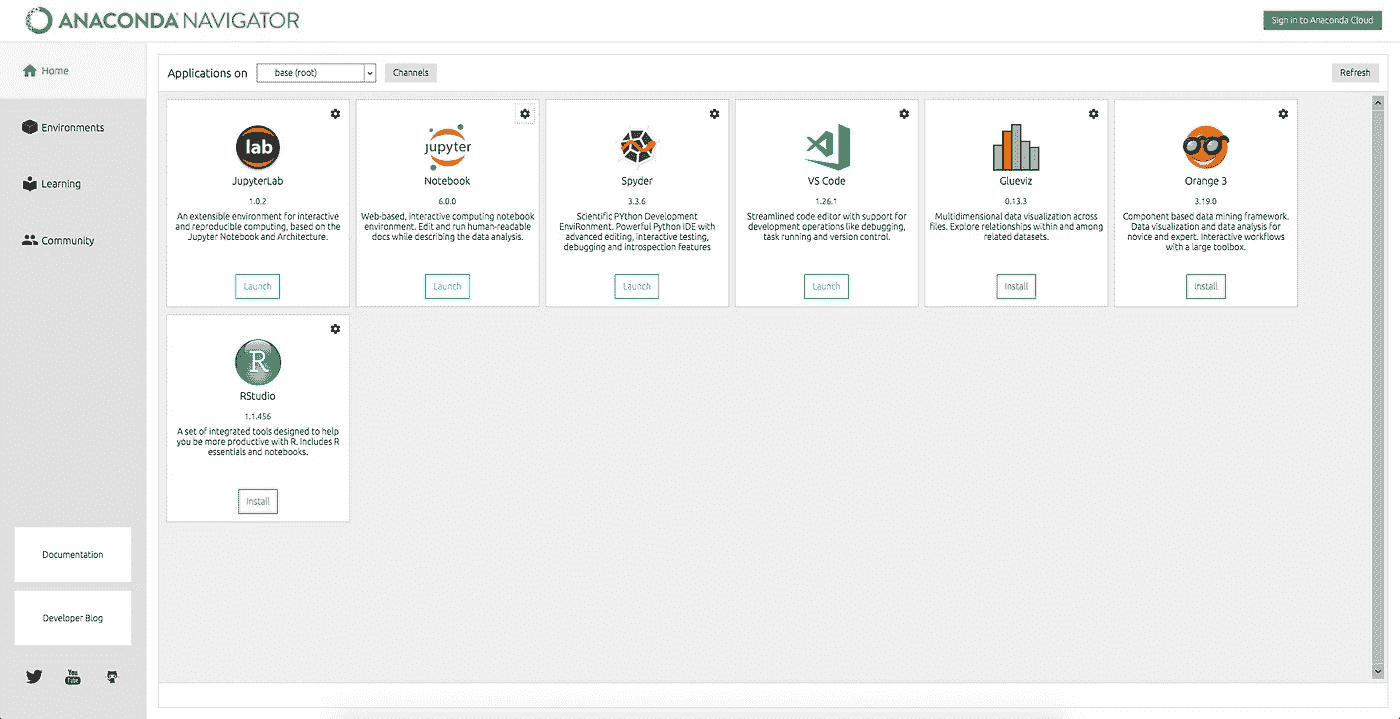 ANACONDA NAVIGATOR
Sign in to Anaconda Cloud
Home
Environments
Learning
Community
Documentation
Developer Blog
You
Tube
Applications on
base (root)
Channels
Refresh
lab
JupyterLab
1.0.2
An extensible environment for interactive
and reproducible computing, based on the
Jupyter Notebook and Architecture.
Launch
jupyter
Notebook
6.0.0
Web-based, interactive computing notebook
environment. Edit and run human-readable
docs while describing the data analysis.
Launch
Spyder
3.3.6
Scientific PYthon Development
EnviRonment. Powerful Python IDE with
advanced editing, interactive testing,
debugging and introspection features
Launch
VS Code
1.26.1
Streamlined code editor with support for
development operations like debugging,
task running and version control.
Launch
Glueviz
0.13.3
Multidimensional data visualization across
files. Explore relationships within and among
related datasets.
Install
Orange 3
3.19.0
Component based data mining framework.
Data visualization and data analysis for
novice and expert. Interactive workflows
with a large toolbox.
Install
R
RStudio
1.1.456
A set of integrated tools designed to help
you be more productive with R. Includes R
essentials and notebooks.
Install